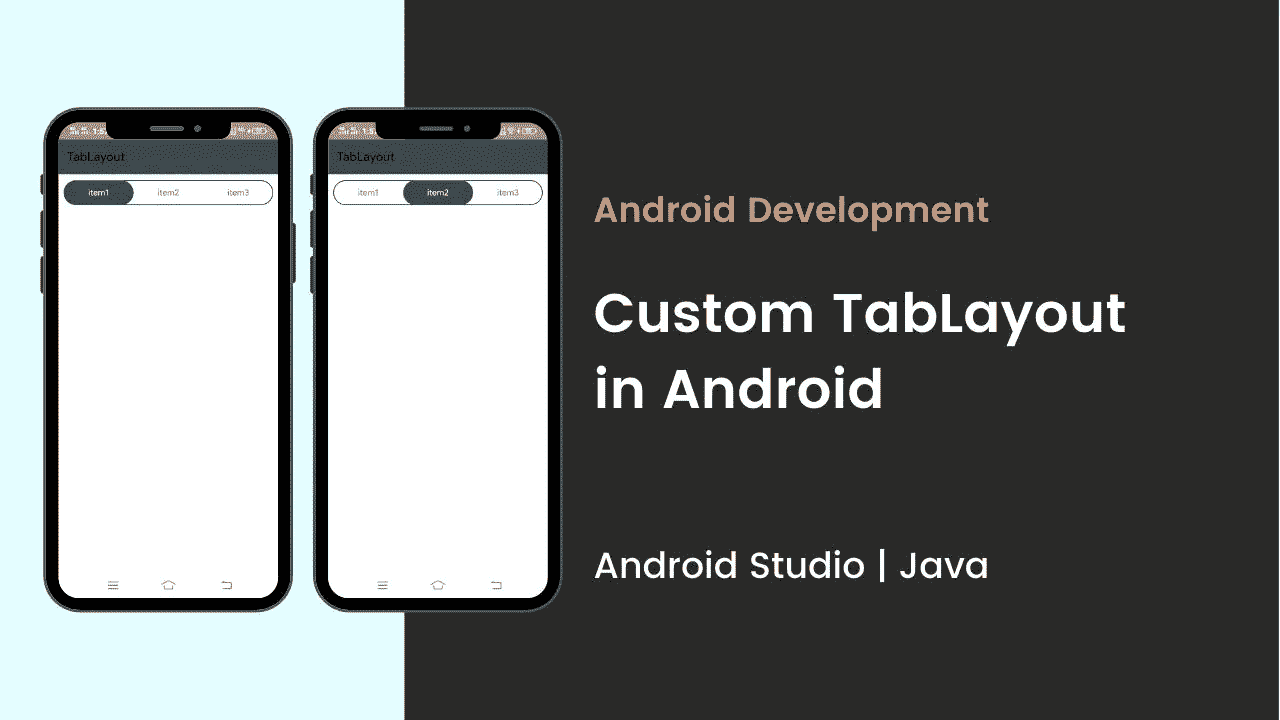 TabLayout
item1 item2 item3
TabLayout
item1 item2 item3
Android Development
Custom TabLayout
in Android
Android Studio | Java